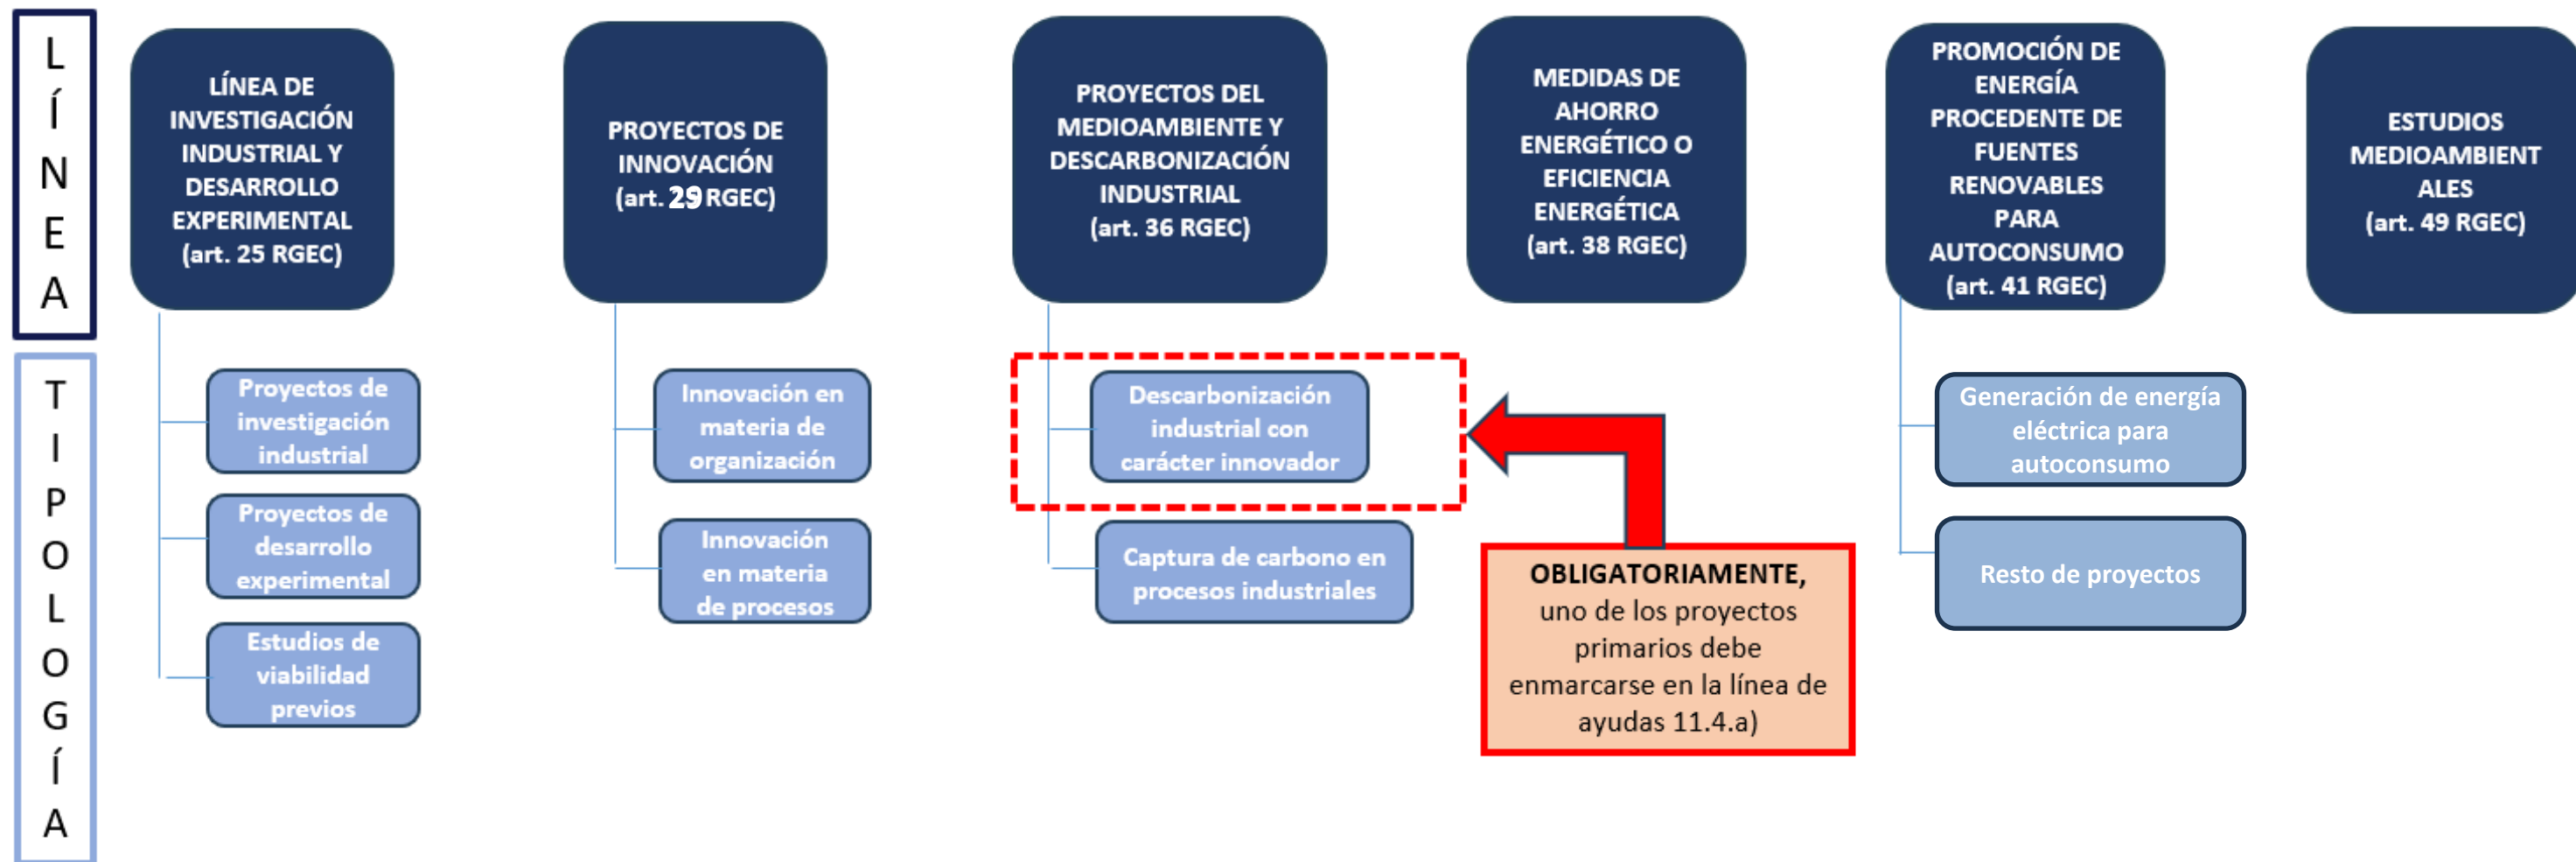 LÍNEA
LÍNEA DE
INVESTIGACIÓN
INDUSTRIAL Y
DESARROLLO
EXPERIMENTAL
(art. 25 RGEC)
PROYECTOS DE
INNOVACIÓN
(art. 29 RGEC)
PROYECTOS DEL
MEDIOAMBIENTE Y
DESCARBONIZACIÓN
INDUSTRIAL
(art. 36 RGEC)
MEDIDAS DE
AHORRO
ENERGÉTICO O
EFICIENCIA
ENERGÉTICA
(art. 38 RGEC)
PROMOCIÓN DE
ENERGÍA
PROCEDENTE DE
FUENTES
RENOVABLES
PARA
AUTOCONSUMO
(art. 41 RGEC)
ESTUDIOS
MEDIOAMBIENT
ALES
(art. 49 RGEC)
TIPOLOGÍA
Proyectos de
investigación
industrial
Proyectos de
desarrollo
experimental
Estudios de
viabilidad
previos
Innovación en
materia de
organización
Innovación
en materia
de procesos
Descarbonización
industrial con
carácter innovador
Captura de carbono en
procesos industriales
OBLIGATORIAMENTE,
uno de los proyectos
primarios debe
enmarcarse en la línea de
ayudas 11.4.a)
Generación de energía
eléctrica para
autoconsumo
Resto de proyectos